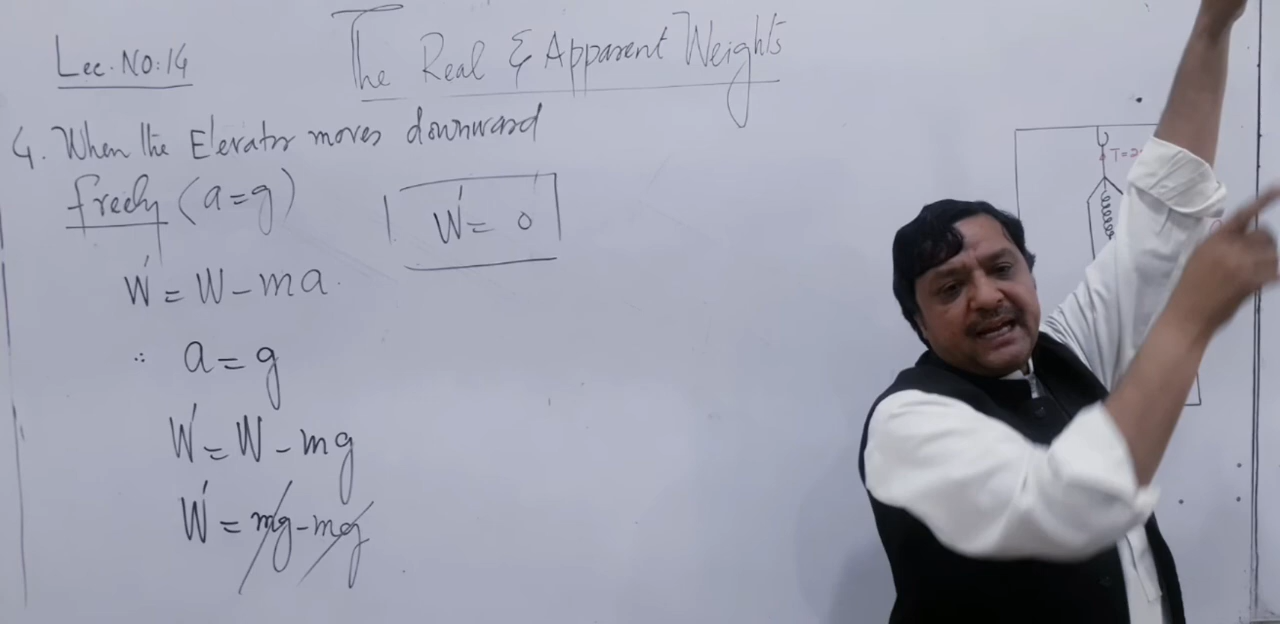 Lec. No: 14
The Real & Apparent Weights
4. When the Elevator moves downward
freely (a=g)
W' = 0
W' = W - ma.
∵ a = g
W' = W - mg
W' = mg - mg